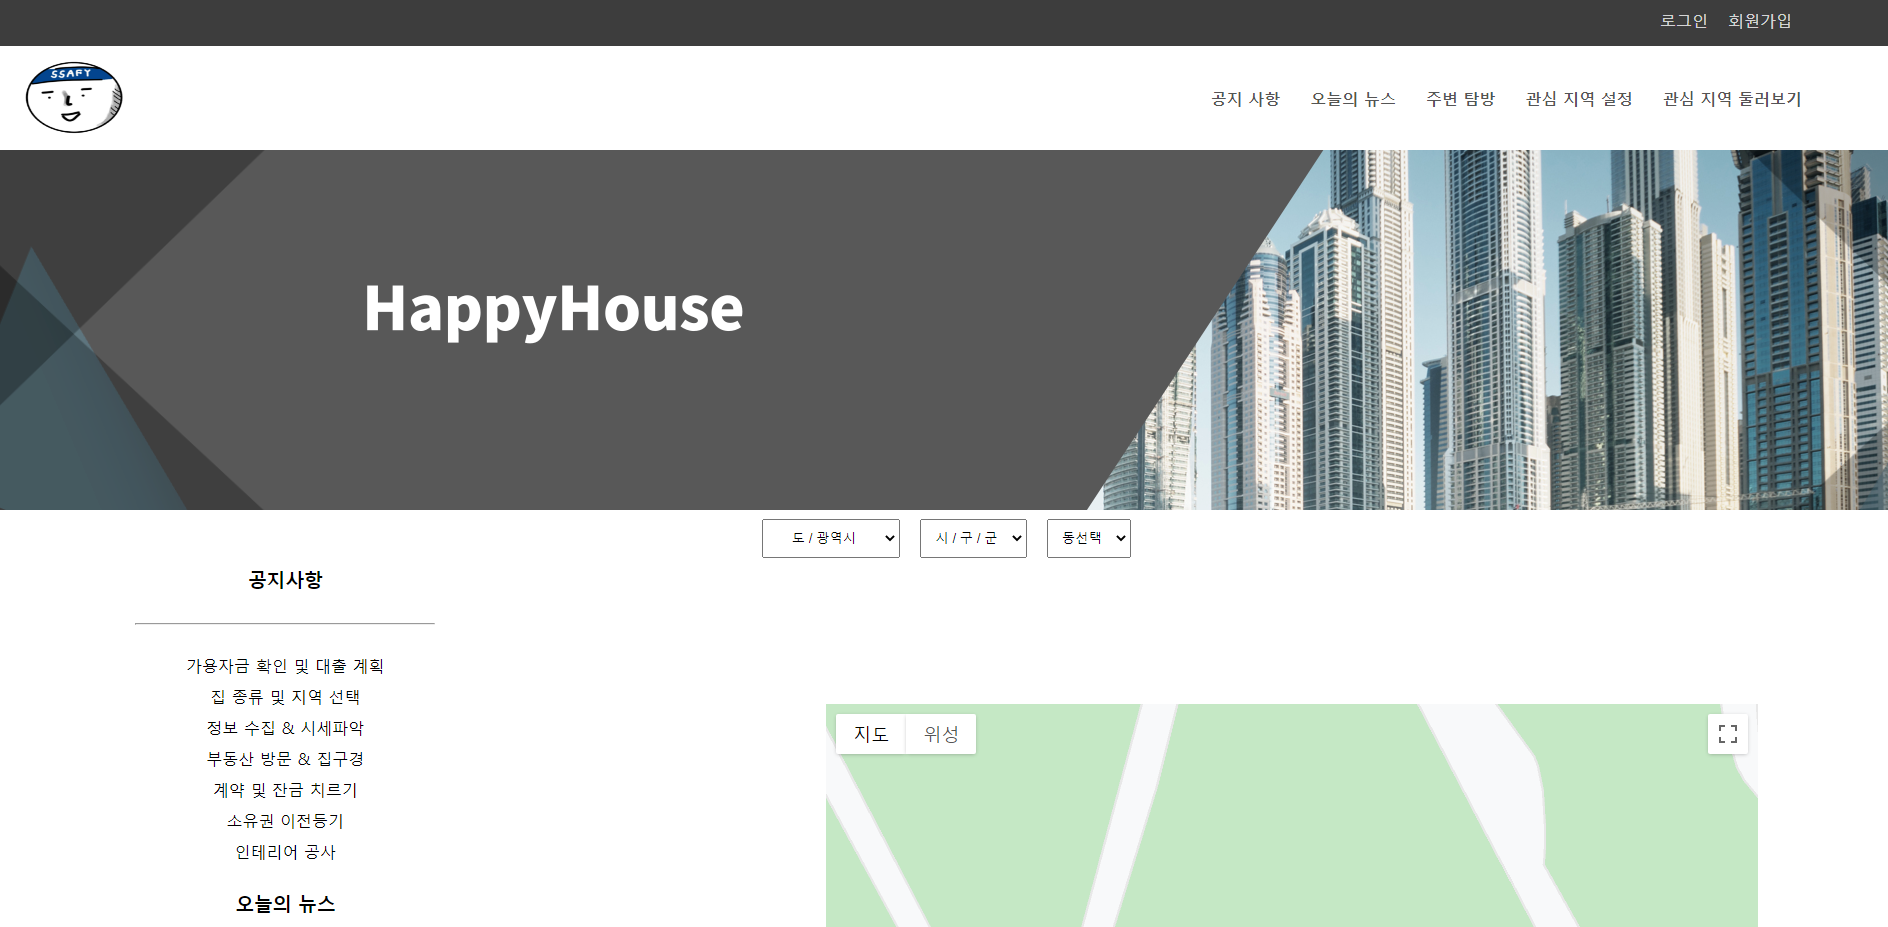 로그인 회원가입
SSAFY
공지 사항 오늘의 뉴스 주변 탐방 관심 지역 설정 관심 지역 둘러보기
HappyHouse
도 / 광역시 시 / 구 / 군 동선택
공지사항
가용자금 확인 및 대출 계획
집 종류 및 지역 선택
정보 수집 & 시세파악
부동산 방문 & 집구경
계약 및 잔금 치르기
소유권 이전등기
인테리어 공사
오늘의 뉴스
지도 위성